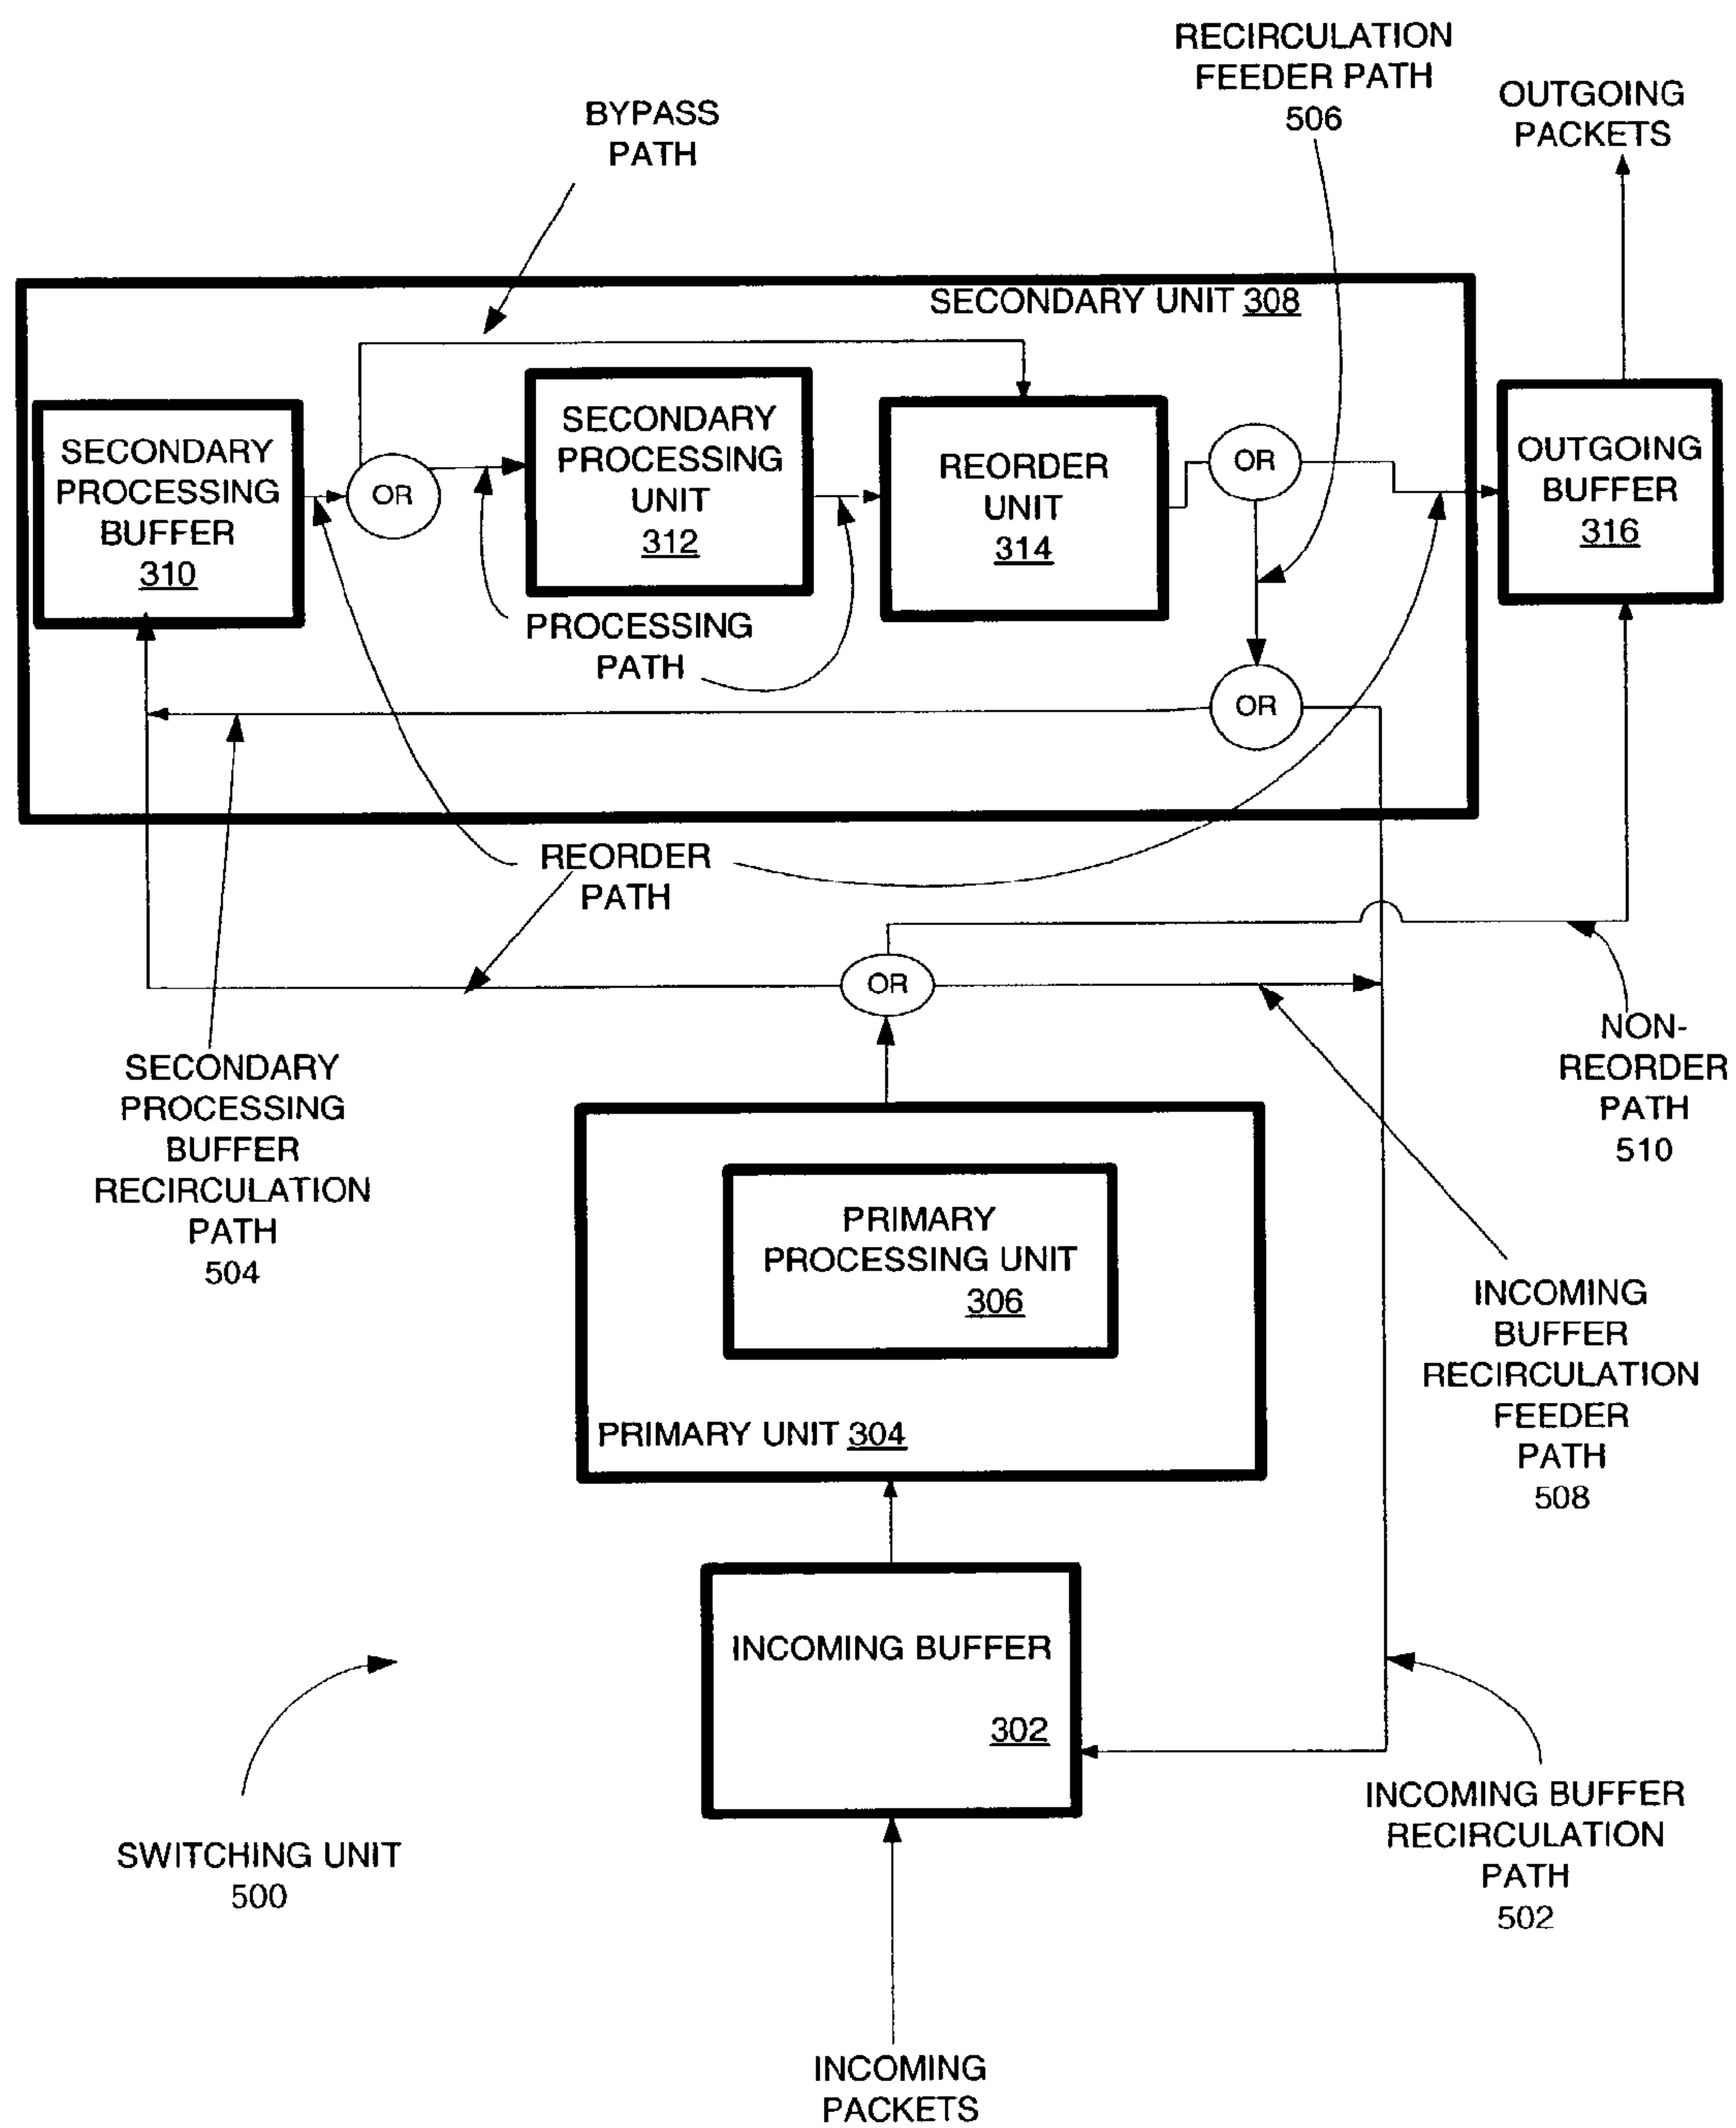 RECIRCULATION
FEEDER PATH
506
OUTGOING
PACKETS
BYPASS
PATH
SECONDARY UNIT 308
SECONDARY
PROCESSING
BUFFER
310
OR
SECONDARY
PROCESSING
UNIT
312
REORDER
UNIT
314
OR
OUTGOING
BUFFER
316
PROCESSING
PATH
OR
REORDER
PATH
OR
NON-
REORDER
PATH
510
SECONDARY
PROCESSING
BUFFER
RECIRCULATION
PATH
504
PRIMARY
PROCESSING UNIT
306
PRIMARY UNIT 304
INCOMING
BUFFER
RECIRCULATION
FEEDER
PATH
508
INCOMING BUFFER
302
SWITCHING UNIT
500
INCOMING BUFFER
RECIRCULATION
PATH
502
INCOMING
PACKETS